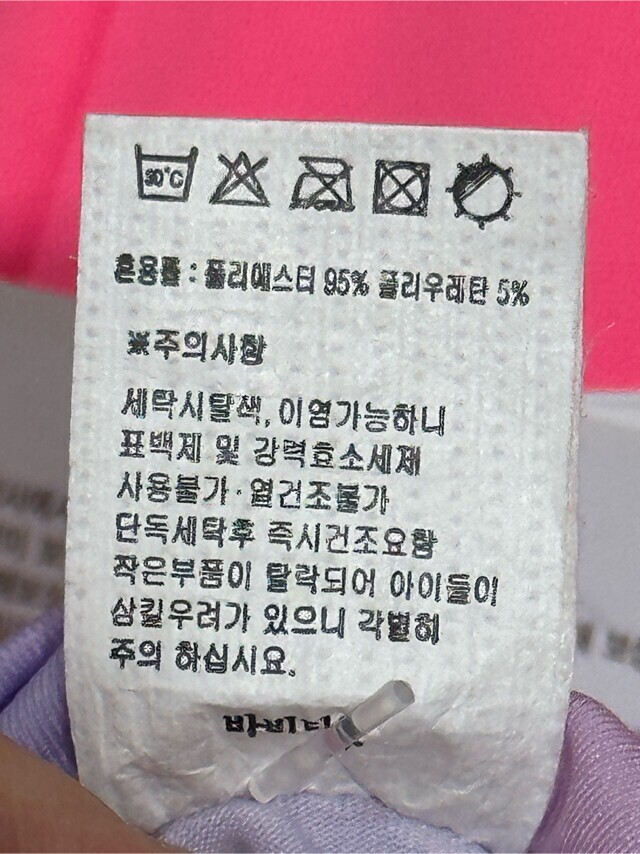 30℃
혼용률 : 폴리에스터 95% 폴리우레탄 5%
※주의사항
세탁시탈색, 이염가능하니
표백제 및 강력효소세제
사용불가·열건조불가
단독세탁후 즉시건조요함
작은부품이 탈락되어 아이들이
삼킬우려가 있으니 각별히
주의 하십시요.